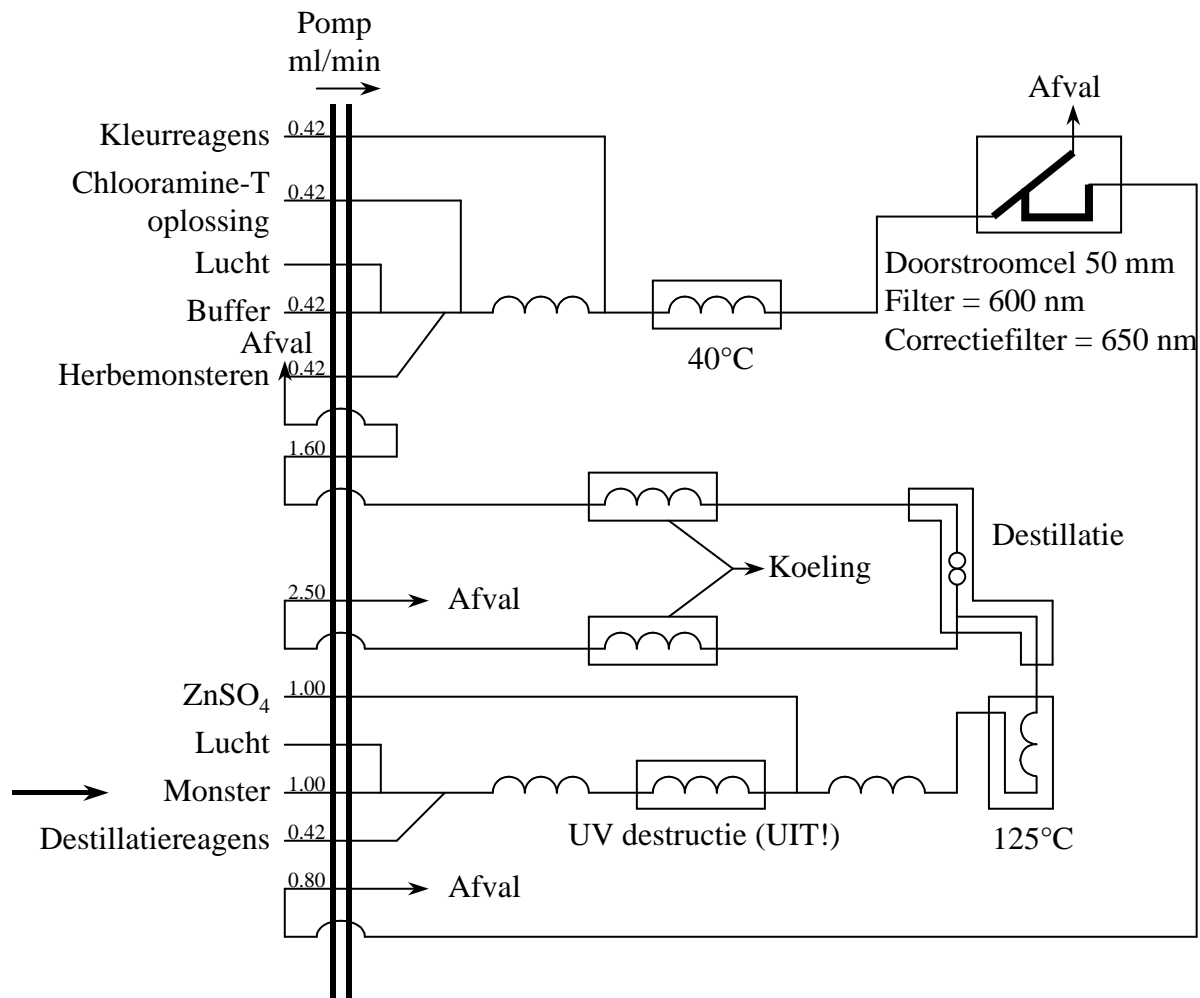 Pomp
ml/min
Afval
Kleurreagens 0.42
Chlooramine-T 0.42
oplossing
Lucht
Buffer 0.42
Doorstroomcel 50 mm
Filter = 600 nm
Correctiefilter = 650 nm
40°C
Afval
Herbemonsteren 0.42
1.60
Destillatie
Koeling
2.50 Afval
ZnSO₄ 1.00
Lucht
Monster 1.00
UV destructie (UIT!)
125°C
Destillatiereagens 0.42
0.80 Afval